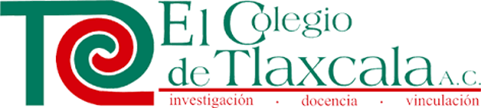 El Colegio
de Tlaxcala A.C.
investigación · docencia · vinculación